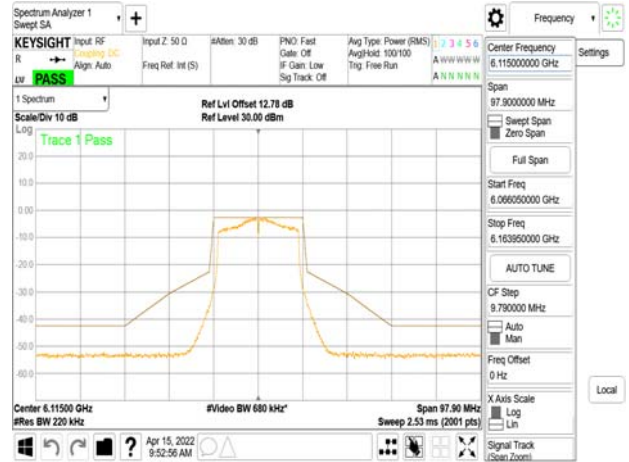 Spectrum Analyzer 1
Swept SA
Frequency
KEYSIGHT
R
LU
PASS
Input: RF
Coupling: DC
Align: Auto
Input Z: 50 Ω
Freq Ref: Int (S)
#Atten: 30 dB
PNO: Fast
Gate: Off
IF Gain: Low
Sig Track: Off
Avg Type: Power (RMS)
Avg|Hold: 100/100
Trig: Free Run
1 2 3 4 5 6
A W W W W W
A N N N N N
1 Spectrum
Scale/Div 10 dB
Ref Lvl Offset 12.78 dB
Ref Level 30.00 dBm
Log
Trace 1 Pass
20.0
10.0
0.00
-10.0
-20.0
-30.0
-40.0
-50.0
-60.0
Center 6.11500 GHz
#Res BW 220 kHz
#Video BW 680 kHz*
Span 97.90 MHz
Sweep 2.53 ms (2001 pts)
Apr 15, 2022
9:52:56 AM
Center Frequency
6.115000000 GHz
Settings
Span
97.9000000 MHz
Swept Span
Zero Span
Full Span
Start Freq
6.066050000 GHz
Stop Freq
6.163950000 GHz
AUTO TUNE
CF Step
9.790000 MHz
Auto
Man
Freq Offset
0 Hz
X Axis Scale
Log
Lin
Local
Signal Track
(Span Zoom)